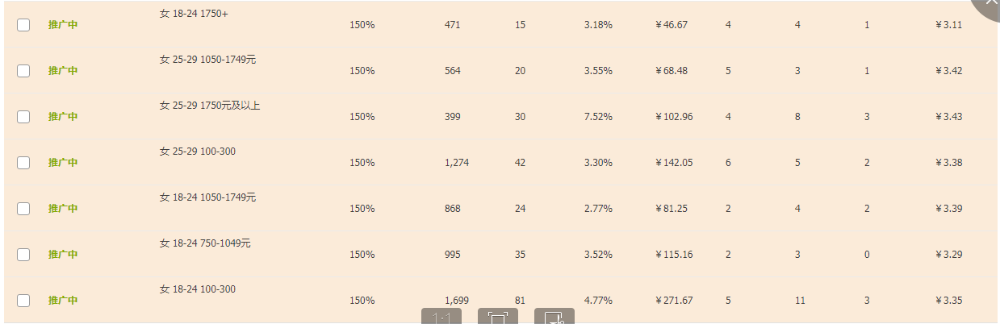 女 18-24 1750+
推广中 150% 471 15 3.18% ￥46.67 4 4 1 ￥3.11
女 25-29 1050-1749元
推广中 150% 564 20 3.55% ￥68.48 5 3 1 ￥3.42
女 25-29 1750元及以上
推广中 150% 399 30 7.52% ￥102.96 4 8 3 ￥3.43
女 25-29 100-300
推广中 150% 1,274 42 3.30% ￥142.05 6 5 2 ￥3.38
女 18-24 1050-1749元
推广中 150% 868 24 2.77% ￥81.25 2 4 2 ￥3.39
女 18-24 750-1049元
推广中 150% 995 35 3.52% ￥115.16 2 3 0 ￥3.29
女 18-24 100-300
推广中 150% 1,699 81 4.77% ￥271.67 5 11 3 ￥3.35
1:1